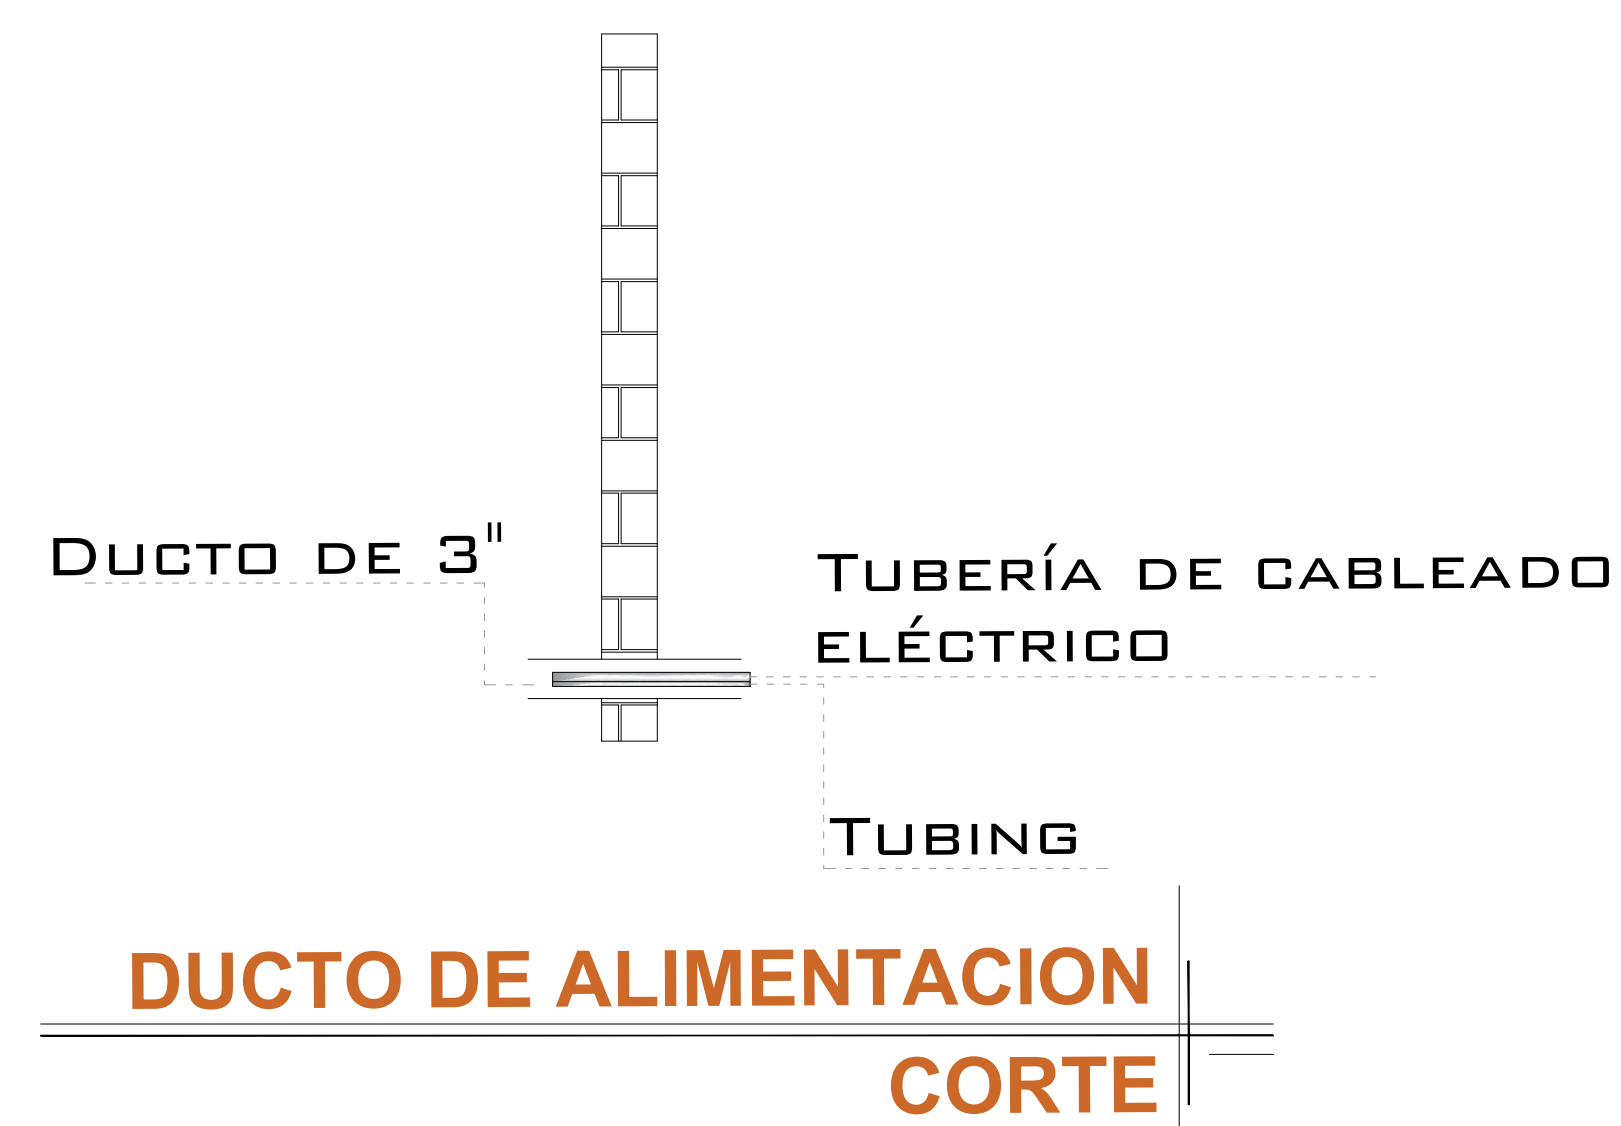 Ducto de 3"
Tubería de cableado
eléctrico
Tubing
DUCTO DE ALIMENTACION
CORTE